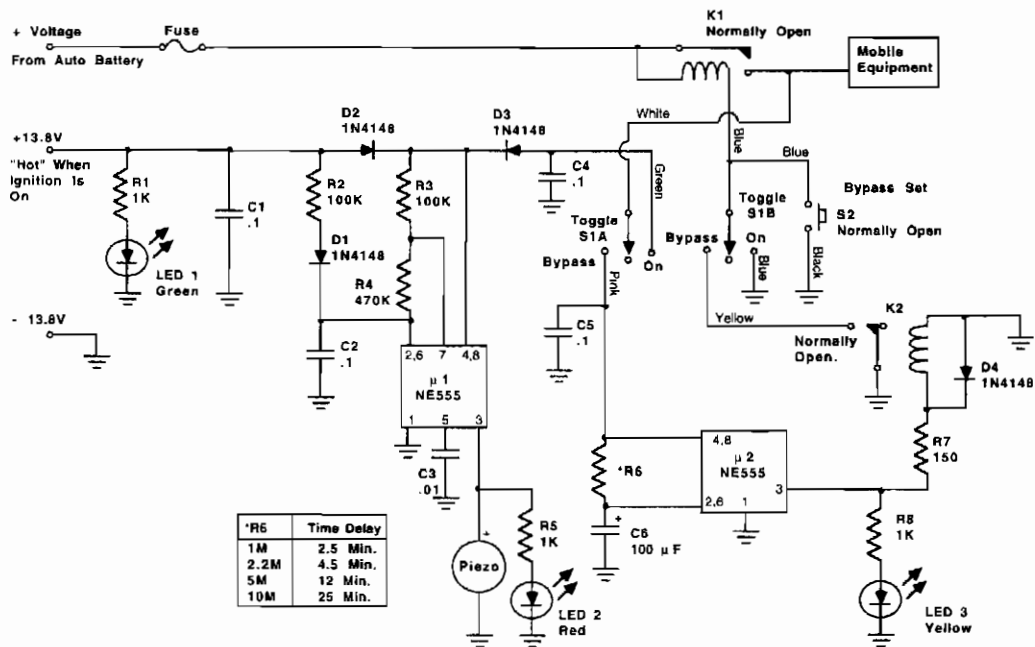 + Voltage
From Auto Battery
Fuse
K1
Normally Open
Mobile
Equipment
+13.8V
"Hot" When
Ignition Is
On
R1
1K
LED 1
Green
C1
.1
D2
1N4148
R2
100K
D1
1N4148
C2
.1
R3
100K
R4
470K
D3
1N4148
C4
.1
Green
White
Blue
Blue
Toggle
S1A
Bypass
On
Pink
Toggle
S1B
Bypass
On
Blue
Yellow
Bypass Set
S2
Normally Open
Black
- 13.8V
2,6 7 4,8
μ1
NE555
1 5 3
C3
.01
Piezo
+
R5
1K
LED 2
Red
C5
.1
*R6
C6
100 μF
+
4,8
μ2
NE555
2,6 1 3
K2
Normally
Open.
D4
1N4148
R7
150
R8
1K
LED 3
Yellow
*R6 Time Delay
1M 2.5 Min.
2.2M 4.5 Min.
5M 12 Min.
10M 25 Min.